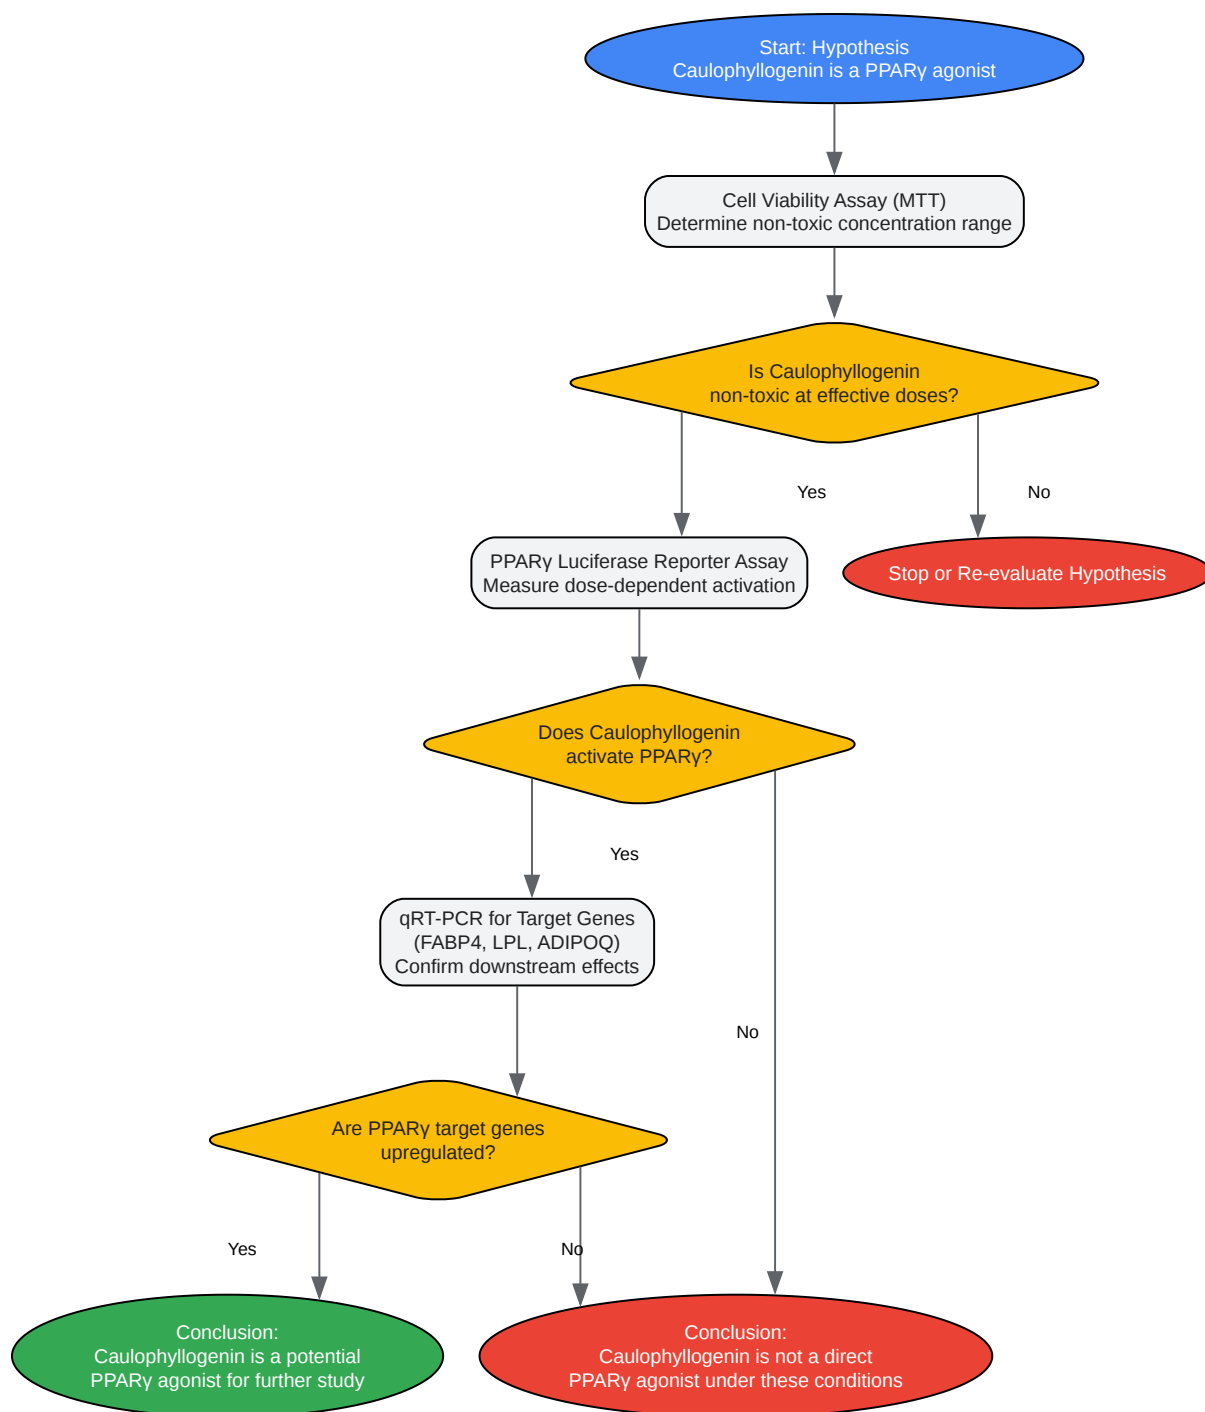 Start: Hypothesis
Caulophyllogenin is a PPARγ agonist
Cell Viability Assay (MTT)
Determine non-toxic concentration range
Is Caulophyllogenin
non-toxic at effective doses?
Yes
No
PPARγ Luciferase Reporter Assay
Measure dose-dependent activation
Stop or Re-evaluate Hypothesis
Does Caulophyllogenin
activate PPARγ?
Yes
qRT-PCR for Target Genes
(FABP4, LPL, ADIPOQ)
Confirm downstream effects
No
Are PPARγ target genes
upregulated?
Yes
No
Conclusion:
Caulophyllogenin is a potential
PPARγ agonist for further study
Conclusion:
Caulophyllogenin is not a direct
PPARγ agonist under these conditions